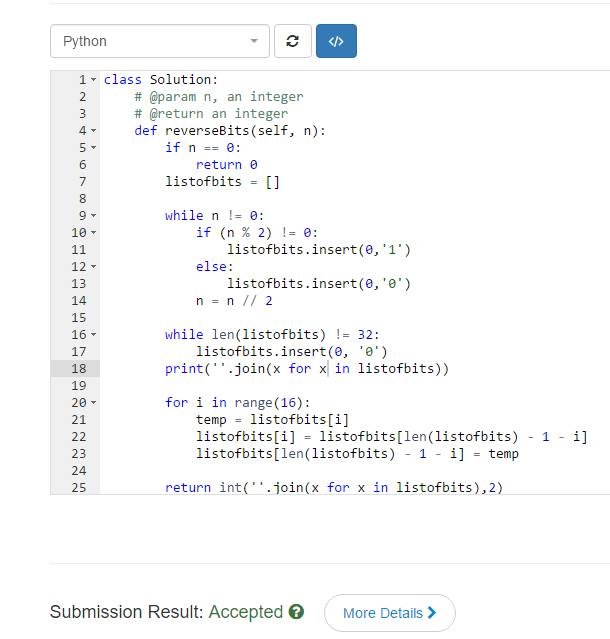 Python
</>
1 class Solution:
2     # @param n, an integer
3     # @return an integer
4     def reverseBits(self, n):
5         if n == 0:
6             return 0
7         listofbits = []
8
9         while n != 0:
10             if (n % 2) != 0:
11                 listofbits.insert(0,'1')
12             else:
13                 listofbits.insert(0,'0')
14             n = n // 2
15
16         while len(listofbits) != 32:
17             listofbits.insert(0, '0')
18         print(''.join(x for x in listofbits))
19
20         for i in range(16):
21             temp = listofbits[i]
22             listofbits[i] = listofbits[len(listofbits) - 1 - i]
23             listofbits[len(listofbits) - 1 - i] = temp
24
25         return int(''.join(x for x in listofbits),2)
Submission Result: Accepted ?
More Details